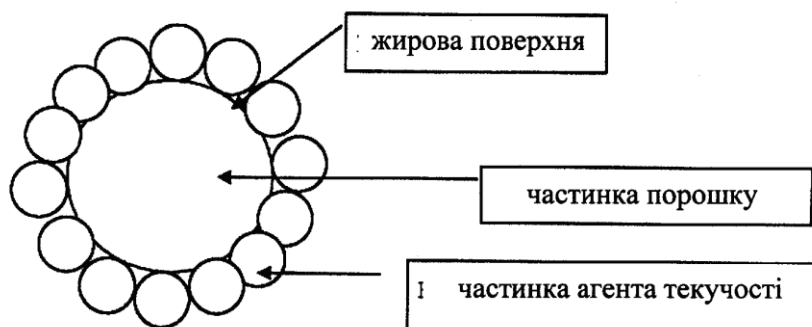 жирова поверхня
частинка порошку
частинка агента текучості